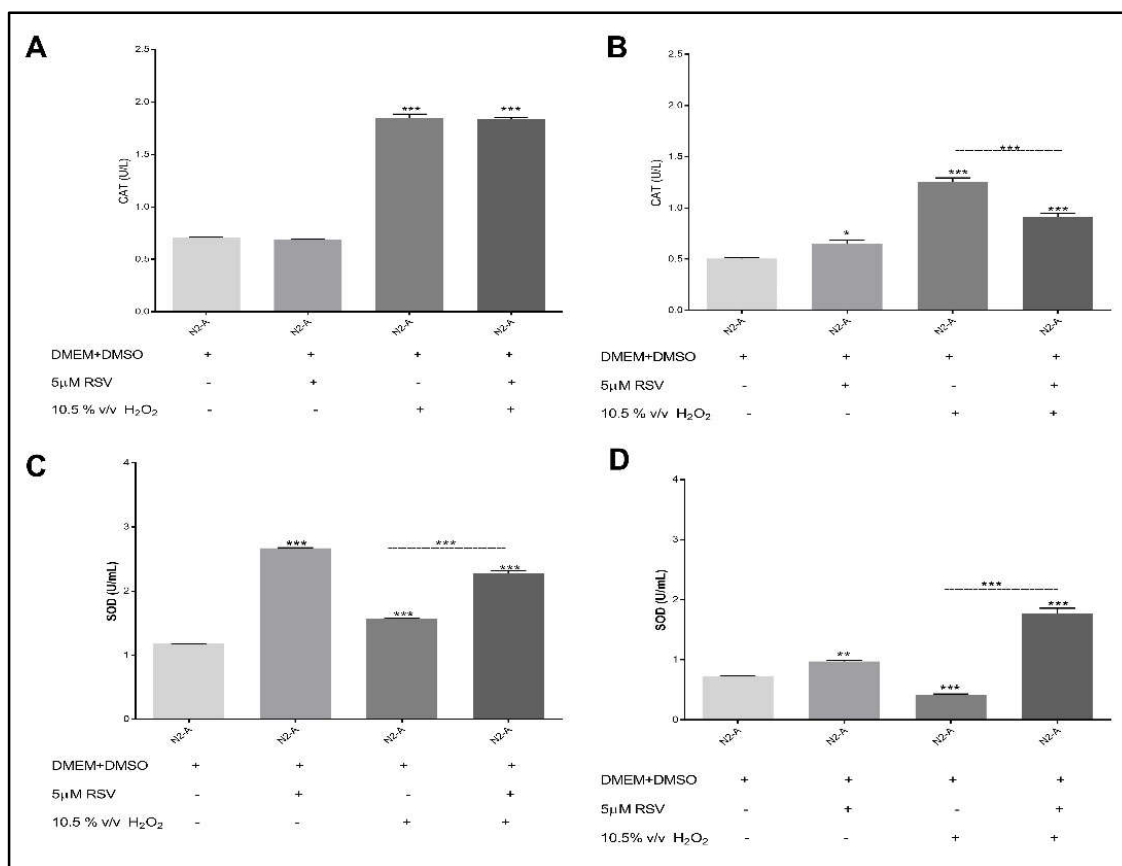 A
2.5
2.0
1.5
1.0
0.5
0.0
CAT (U/L)
*** ***
N2-A N2-A N2-A N2-A
DMEM+DMSO + + + +
5μM RSV - + - +
10.5 % v/v H₂O₂ - - + +
B
2.5
2.0
1.5
1.0
0.5
0.0
CAT (U/L)
***
* *** ***
N2-A N2-A N2-A N2-A
DMEM+DMSO + + + +
5μM RSV - + - +
10.5 % v/v H₂O₂ - - + +
C
4
3
2
1
0
SOD (U/mL)
***
*** *** ***
N2-A N2-A N2-A N2-A
DMEM+DMSO + + + +
5μM RSV - + - +
10.5 % v/v H₂O₂ - - + +
D
4
3
2
1
0
SOD (U/mL)
***
** *** ***
N2-A N2-A N2-A N2-A
DMEM+DMSO + + + +
5μM RSV - + - +
10.5% v/v H₂O₂ - - + +